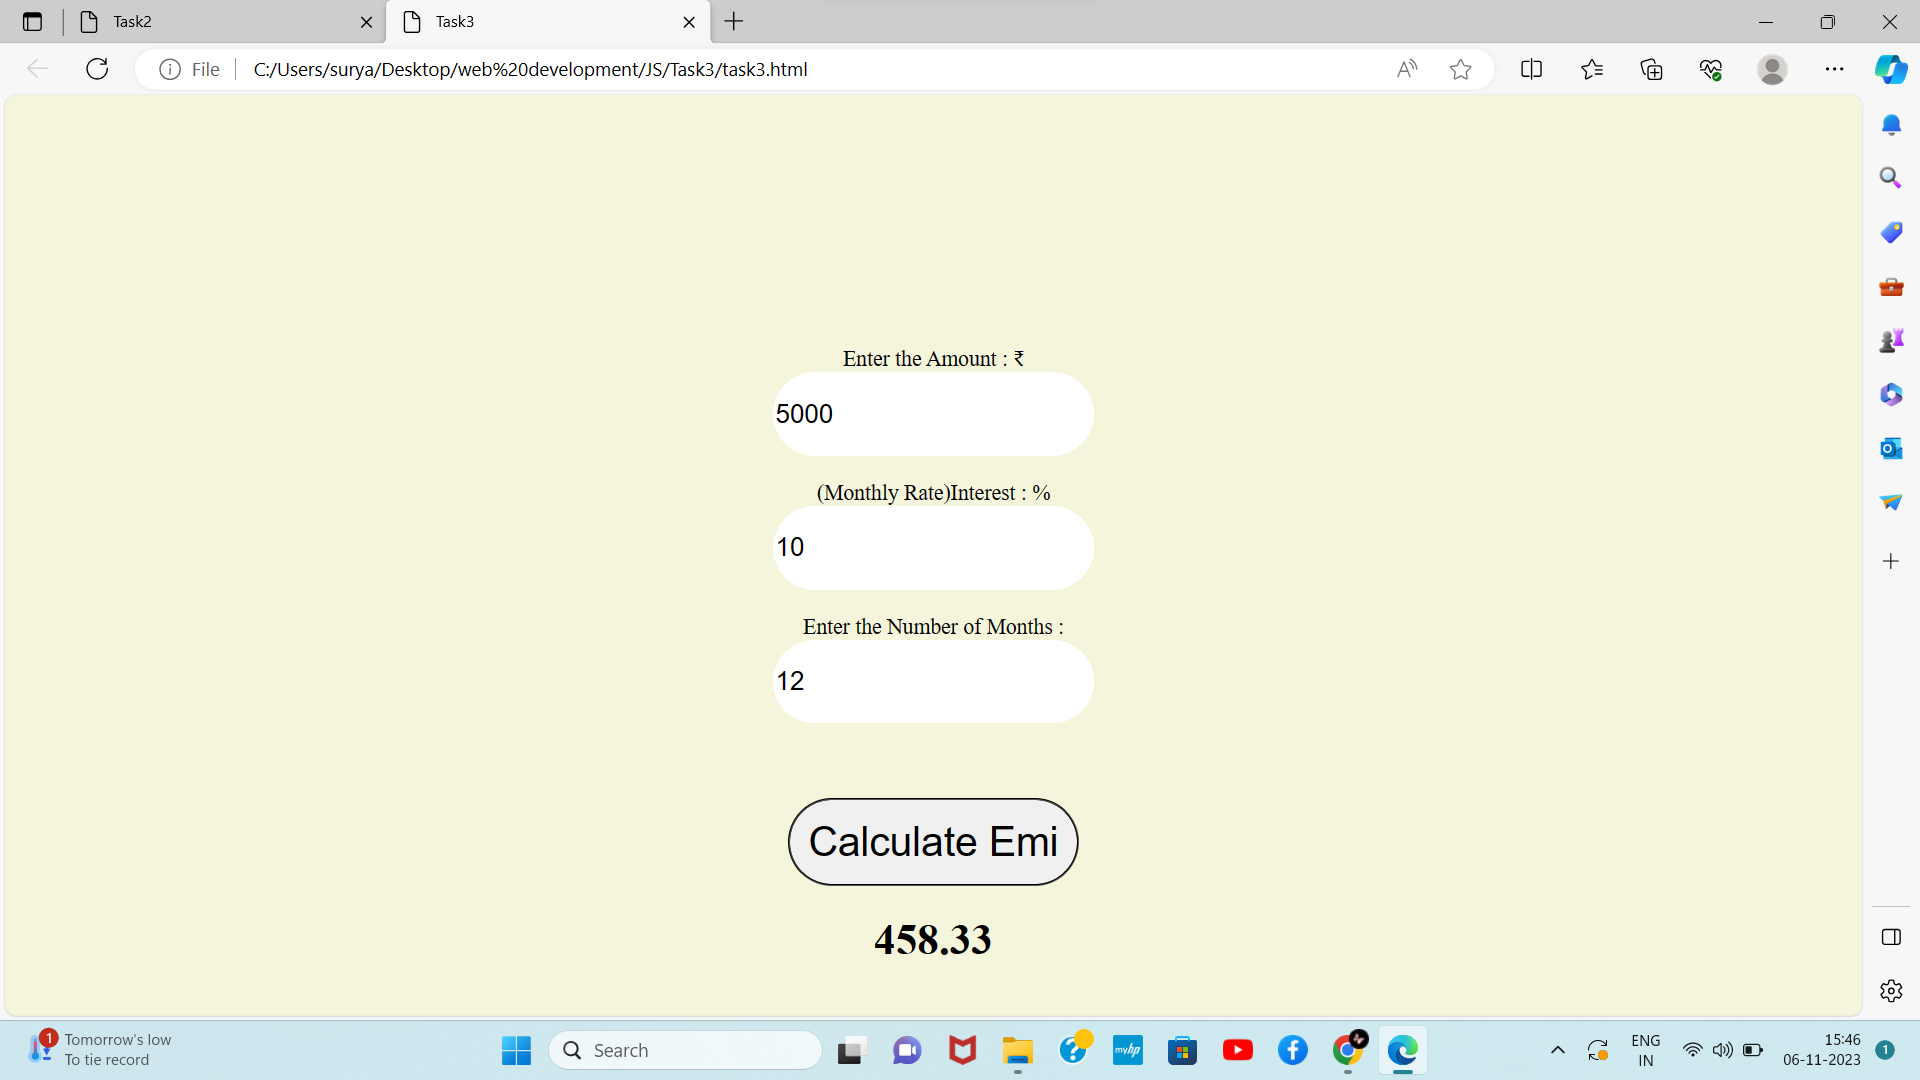 Task2
Task3
File
C:/Users/surya/Desktop/web%20development/JS/Task3/task3.html
Enter the Amount : ₹
5000
(Monthly Rate)Interest : %
10
Enter the Number of Months :
12
Calculate Emi
458.33
1
Tomorrow's low
To tie record
Search
myhp
ENG
IN
15:46
06-11-2023
1